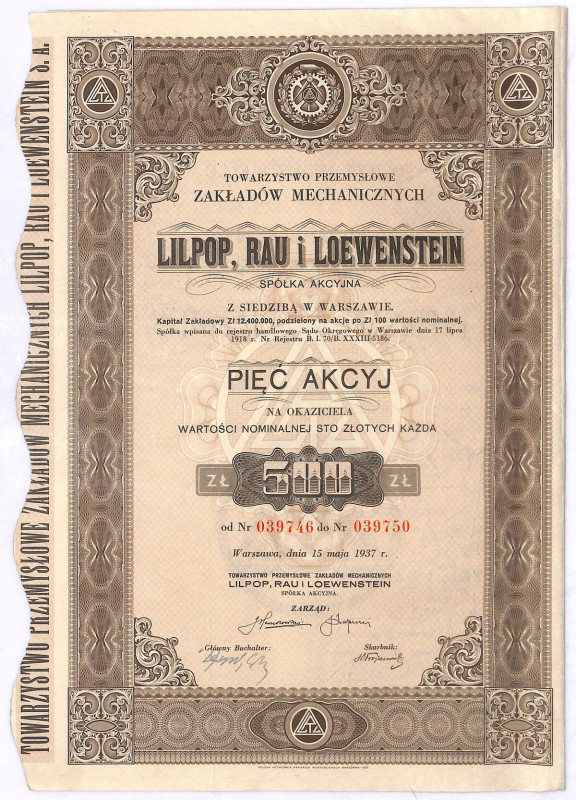 TOWARZYSTWO PRZEMYSŁOWE ZAKŁADÓW MECHANICZNYCH LILPOP, RAU I LOEWENSTEIN S. A.
TOWARZYSTWO PRZEMYSŁOWE
ZAKŁADÓW MECHANICZNYCH
LILPOP, RAU i LOEWENSTEIN
SPÓŁKA AKCYJNA
Z SIEDZIBĄ W WARSZAWIE.
Kapitał Zakładowy Zł 12.400.000, podzielony na akcje po Zł 100 wartości nominalnej.
Spółka wpisana do rejestru handlowego Sądu Okręgowego w Warszawie dnia 17 lipca
1918 r. Nr Rejestru B. I. 70/B. XXXIII-5186.
PIĘĆ AKCYJ
NA OKAZICIELA
WARTOŚCI NOMINALNEJ STO ZŁOTYCH KAŻDA
ZŁ 500 ZŁ
od Nr 039746 do Nr 039750
Warszawa, dnia 15 maja 1937 r.
TOWARZYSTWO PRZEMYSŁOWE ZAKŁADÓW MECHANICZNYCH
LILPOP, RAU i LOEWENSTEIN
SPÓŁKA AKCYJNA.
ZARZĄD:
Główny Buchalter: Skarbnik: